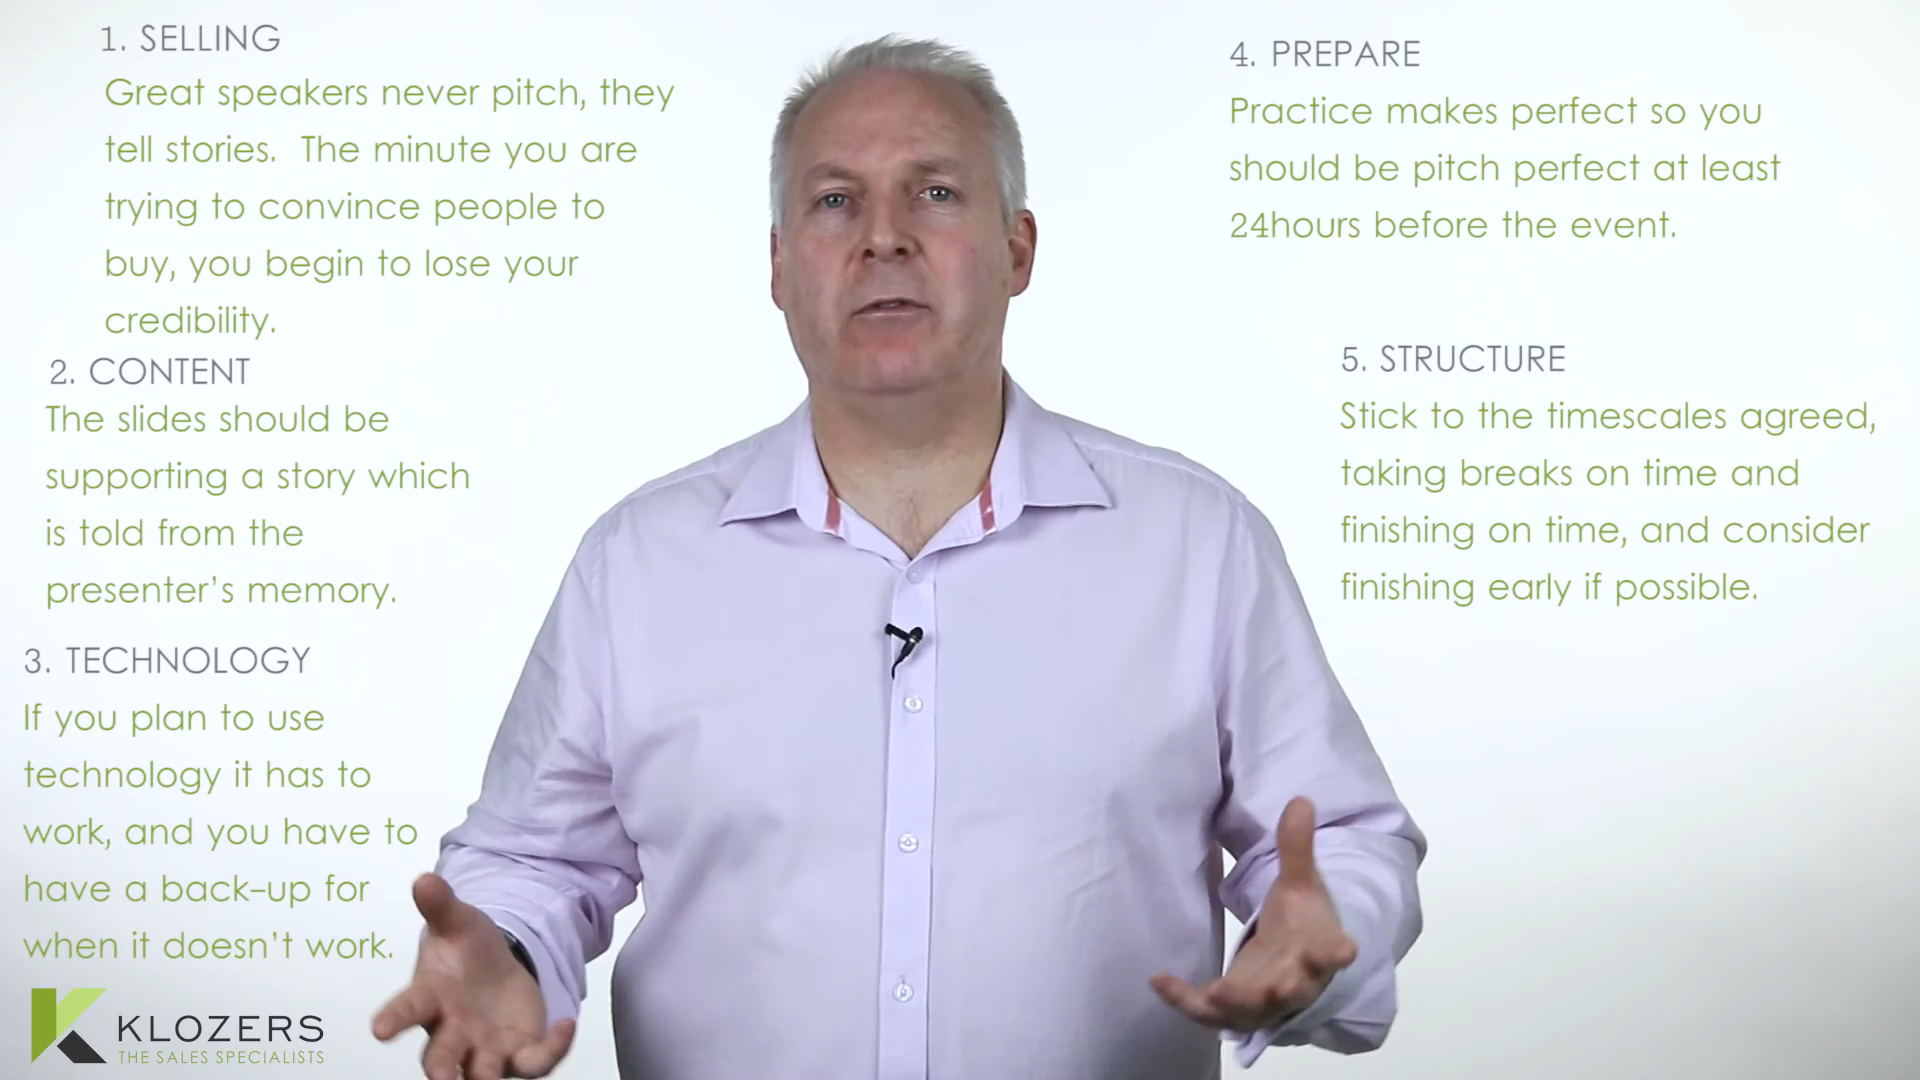 1. SELLING
Great speakers never pitch, they
tell stories.  The minute you are
trying to convince people to
buy, you begin to lose your
credibility.
2. CONTENT
The slides should be
supporting a story which
is told from the
presenter's memory.
3. TECHNOLOGY
If you plan to use
technology it has to
work, and you have to
have a back-up for
when it doesn't work.
4. PREPARE
Practice makes perfect so you
should be pitch perfect at least
24hours before the event.
5. STRUCTURE
Stick to the timescales agreed,
taking breaks on time and
finishing on time, and consider
finishing early if possible.
KLOZERS
THE SALES SPECIALISTS